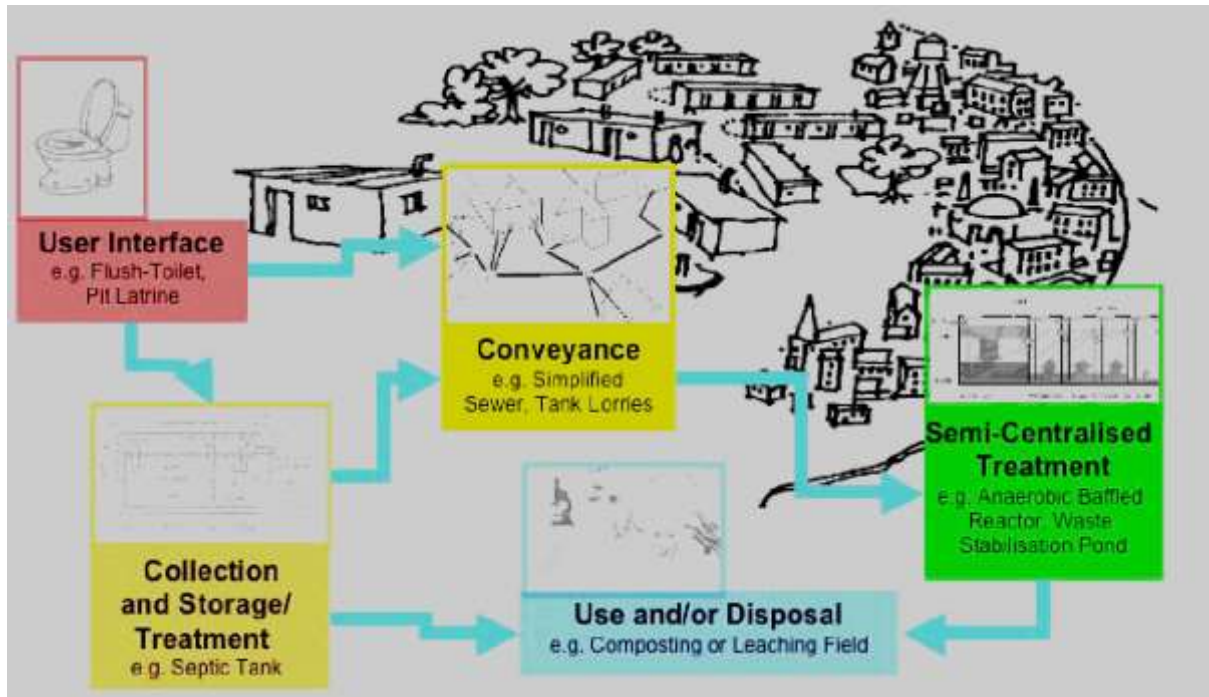 User Interface
e.g. Flush-Toilet,
Pit Latrine
Conveyance
e.g. Simplified
Sewer, Tank Lorries
Semi-Centralised
Treatment
e.g. Anaerobic Baffled
Reactor, Waste
Stabilisation Pond
Collection
and Storage/
Treatment
e.g. Septic Tank
Use and/or Disposal
e.g. Composting or Leaching Field